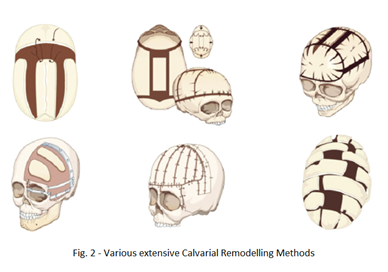 Fig. 2 - Various extensive Calvarial Remodelling Methods